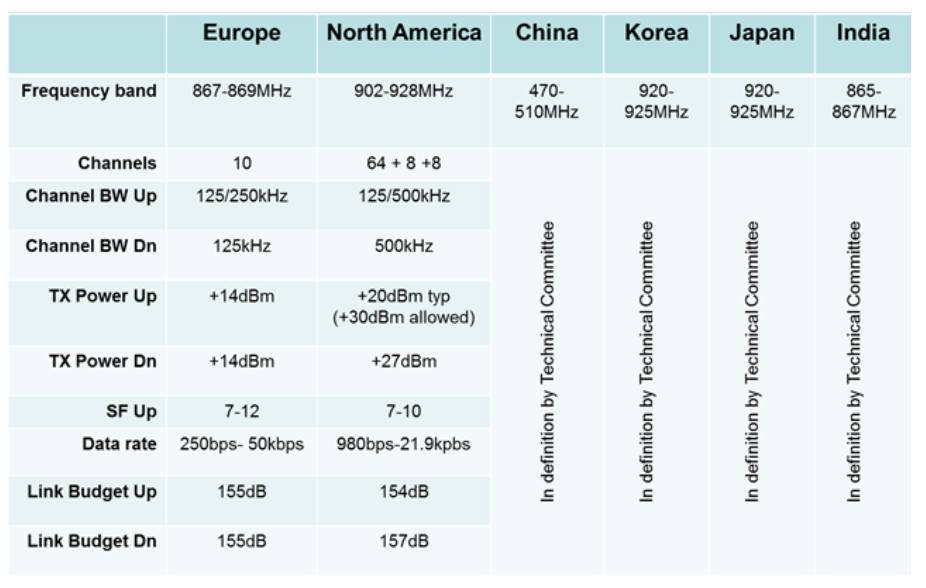 Europe North America China Korea Japan India
Frequency band 867-869MHz 902-928MHz 470- 920- 920- 865-
510MHz 925MHz 925MHz 867MHz
Channels 10 64 + 8 +8
Channel BW Up 125/250kHz 125/500kHz
Channel BW Dn 125kHz 500kHz
TX Power Up +14dBm +20dBm typ
(+30dBm allowed)
TX Power Dn +14dBm +27dBm
SF Up 7-12 7-10
Data rate 250bps- 50kbps 980bps-21.9kpbs
Link Budget Up 155dB 154dB
Link Budget Dn 155dB 157dB
In definition by Technical Committee
In definition by Technical Committee
In definition by Technical Committee
In definition by Technical Committee